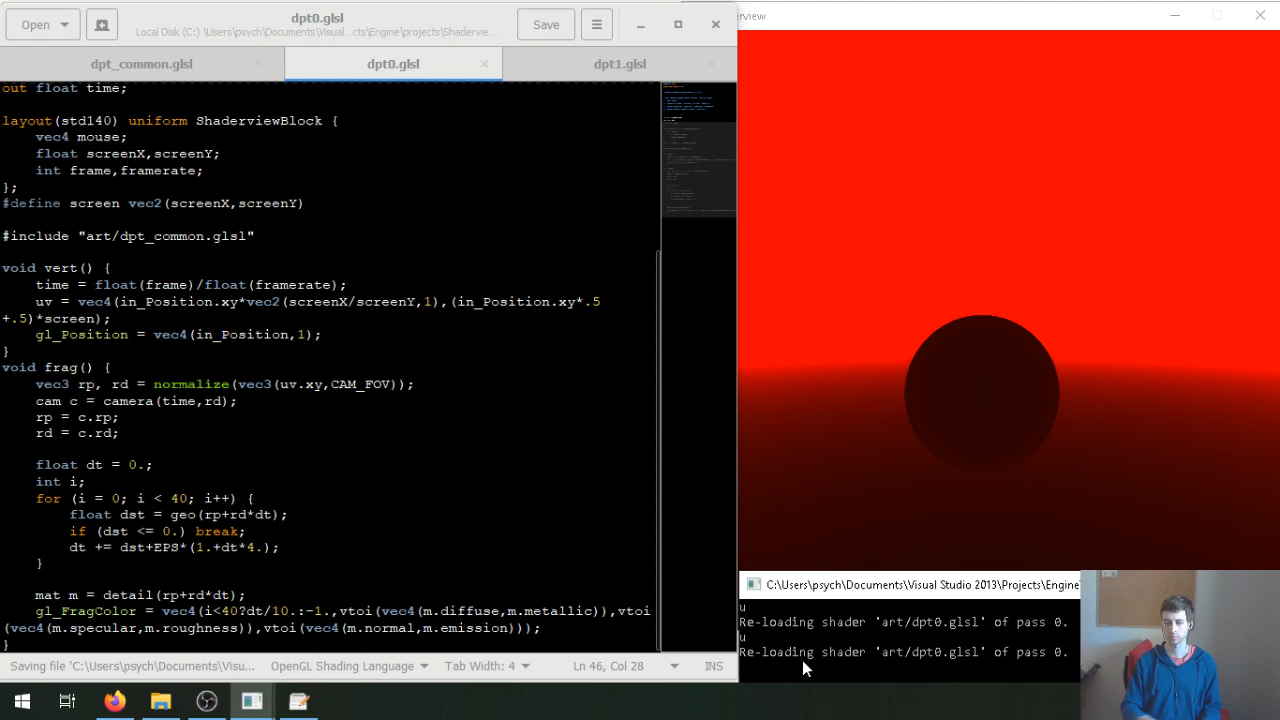 Open
dpt0.glsl
Local Disk (C:) \Users\psych\Documents\Visual ...cts\Engine\projects\Shadervie...
Save
dpt_common.glsl
dpt0.glsl
dpt1.glsl
out float time;
layout(std140) uniform ShaderviewBlock {
vec4 mouse;
float screenX,screenY;
int frame,framerate;
};
#define screen vec2(screenX,screenY)
#include "art/dpt_common.glsl"
void vert() {
time = float(frame)/float(framerate);
uv = vec4(in_Position.xy*vec2(screenX/screenY,1),(in_Position.xy*.5
+.5)*screen);
gl_Position = vec4(in_Position,1);
}
void frag() {
vec3 rp, rd = normalize(vec3(uv.xy,CAM_FOV));
cam c = camera(time,rd);
rp = c.rp;
rd = c.rd;
float dt = 0.;
int i;
for (i = 0; i < 40; i++) {
float dst = geo(rp+rd*dt);
if (dst <= 0.) break;
dt += dst+EPS*(1.+dt*4.);
}
mat m = detail(rp+rd*dt);
gl_FragColor = vec4(i<40?dt/10.:-1.,vtoi(vec4(m.diffuse,m.metallic)),vtoi
(vec4(m.specular,m.roughness)),vtoi(vec4(m.normal,m.emission)));
}
Saving file 'C:\Users\psych\Documents\Visu...
OpenGL Shading Language
Tab Width: 4
Ln 46, Col 28
INS
erview
C:\Users\psych\Documents\Visual Studio 2013\Projects\Engine
u
Re-loading shader 'art/dpt0.glsl' of pass 0.
u
Re-loading shader 'art/dpt0.glsl' of pass 0.